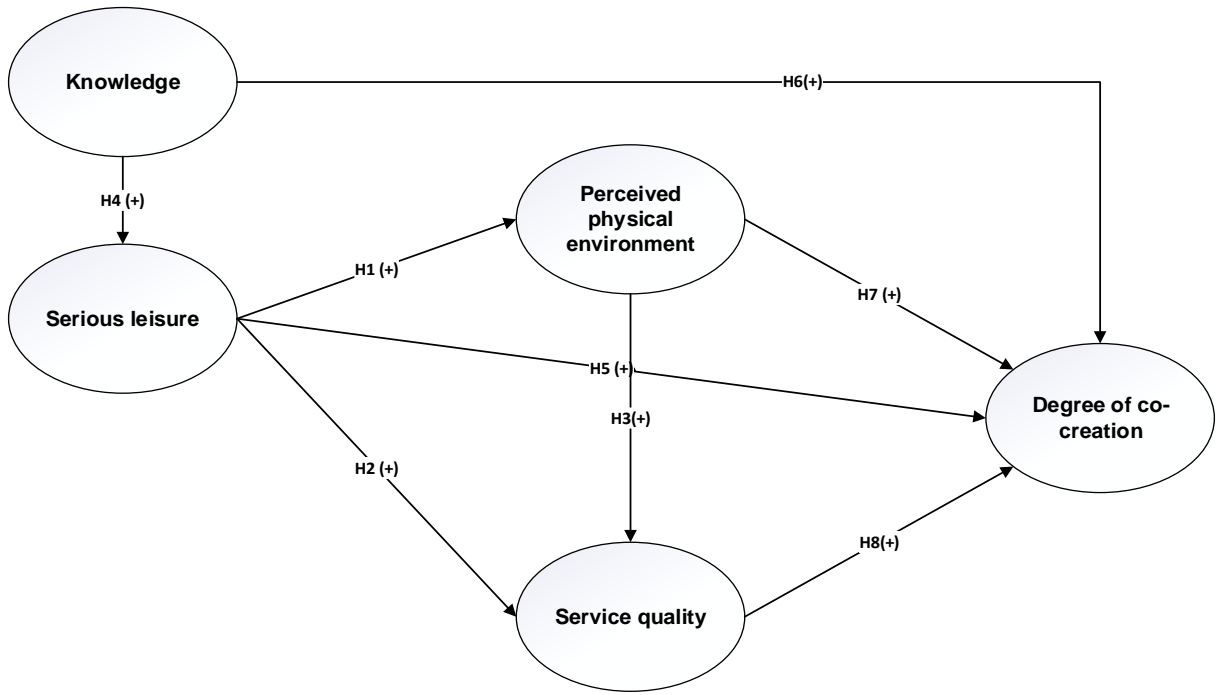 Knowledge
H6(+)
H4 (+)
Perceived
physical
environment
H1 (+)
H7 (+)
Serious leisure
H5 (+)
H3(+)
Degree of co-
creation
H2 (+)
H8(+)
Service quality